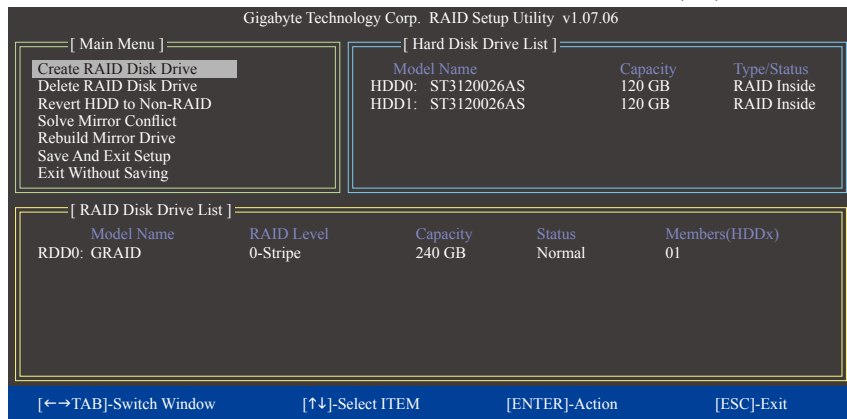 Gigabyte Technology Corp. RAID Setup Utility v1.07.06
[ Main Menu ]
Create RAID Disk Drive
Delete RAID Disk Drive
Revert HDD to Non-RAID
Solve Mirror Conflict
Rebuild Mirror Drive
Save And Exit Setup
Exit Without Saving
[ Hard Disk Drive List ]
Model Name Capacity Type/Status
HDD0: ST3120026AS 120 GB RAID Inside
HDD1: ST3120026AS 120 GB RAID Inside
[ RAID Disk Drive List ]
Model Name RAID Level Capacity Status Members(HDDx)
RDD0: GRAID 0-Stripe 240 GB Normal 01
[←→TAB]-Switch Window [↑↓]-Select ITEM [ENTER]-Action [ESC]-Exit